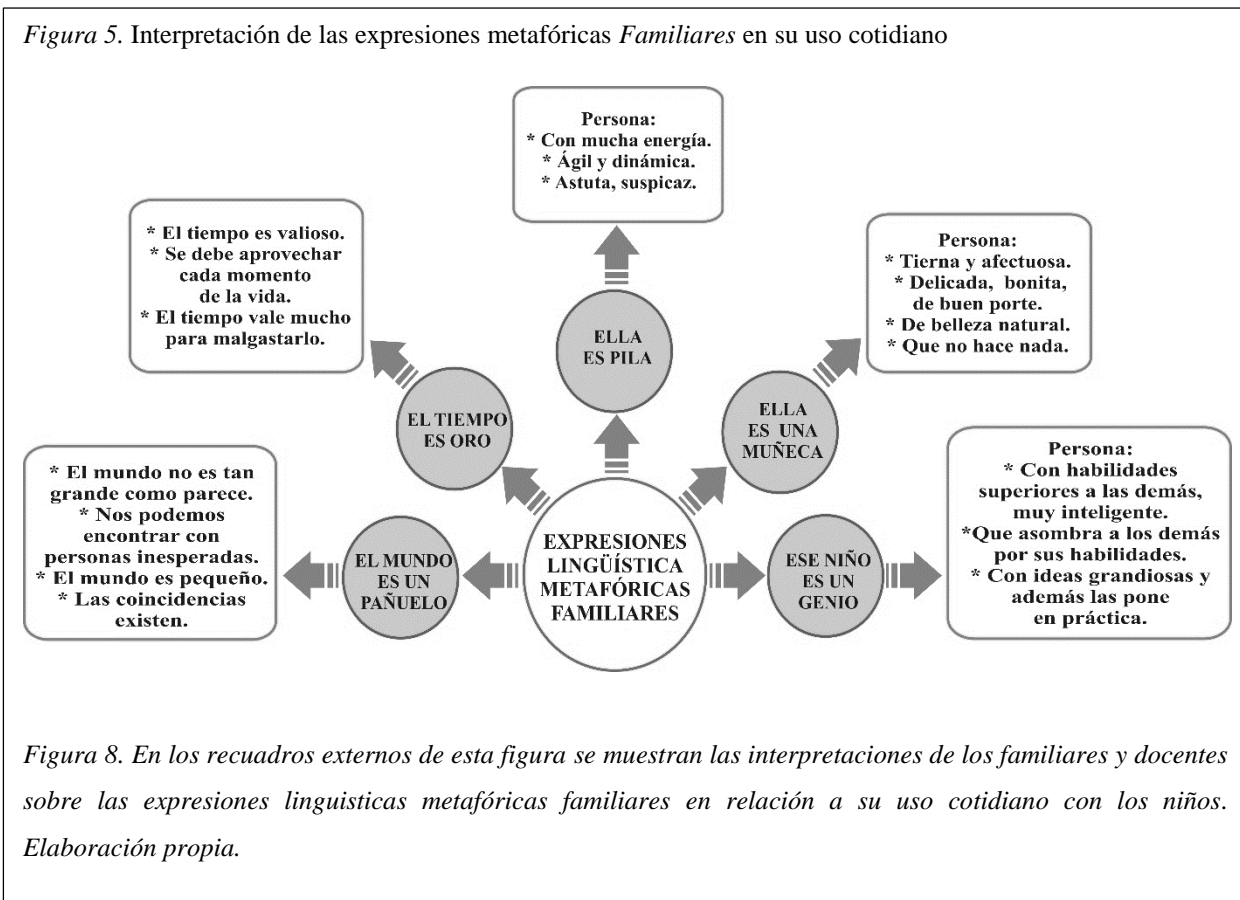 Figura 5. Interpretación de las expresiones metafóricas Familiares en su uso cotidiano
Persona:
* Con mucha energía.
* Ágil y dinámica.
* Astuta, suspicaz.
* El tiempo es valioso.
* Se debe aprovechar
cada momento
de la vida.
* El tiempo vale mucho
para malgastarlo.
Persona:
* Tierna y afectuosa.
* Delicada, bonita,
de buen porte.
* De belleza natural.
* Que no hace nada.
ELLA
ES PILA
EL TIEMPO
ES ORO
ELLA
ES UNA
MUÑECA
* El mundo no es tan
grande como parece.
* Nos podemos
encontrar con
personas inesperadas.
* El mundo es pequeño.
* Las coincidencias
existen.
EL MUNDO
ES UN
PAÑUELO
EXPRESIONES
LINGÜÍSTICA
METAFÓRICAS
FAMILIARES
ESE NIÑO
ES UN
GENIO
Persona:
* Con habilidades
superiores a las demás,
muy inteligente.
*Que asombra a los demás
por sus habilidades.
* Con ideas grandiosas y
además las pone
en práctica.
Figura 8. En los recuadros externos de esta figura se muestran las interpretaciones de los familiares y docentes
sobre las expresiones linguisticas metafóricas familiares en relación a su uso cotidiano con los niños.
Elaboración propia.